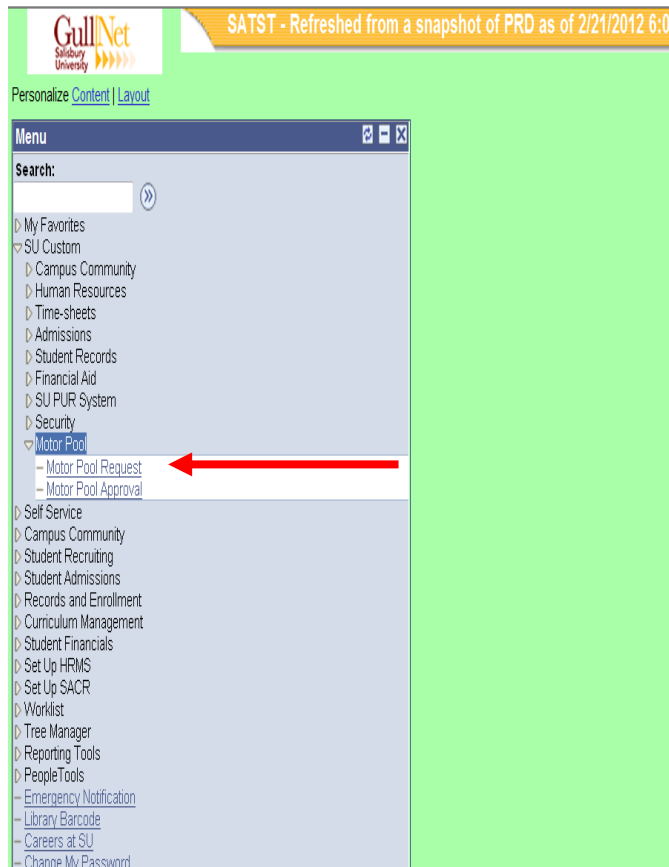 GullNet
Salisbury
University
SATST - Refreshed from a snapshot of PRD as of 2/21/2012 6:0
Personalize Content | Layout
Menu
Search:
My Favorites
SU Custom
Campus Community
Human Resources
Time-sheets
Admissions
Student Records
Financial Aid
SU PUR System
Security
Motor Pool
Motor Pool Request
Motor Pool Approval
Self Service
Campus Community
Student Recruiting
Student Admissions
Records and Enrollment
Curriculum Management
Student Financials
Set Up HRMS
Set Up SACR
Worklist
Tree Manager
Reporting Tools
PeopleTools
Emergency Notification
Library Barcode
Careers at SU
Change My Password